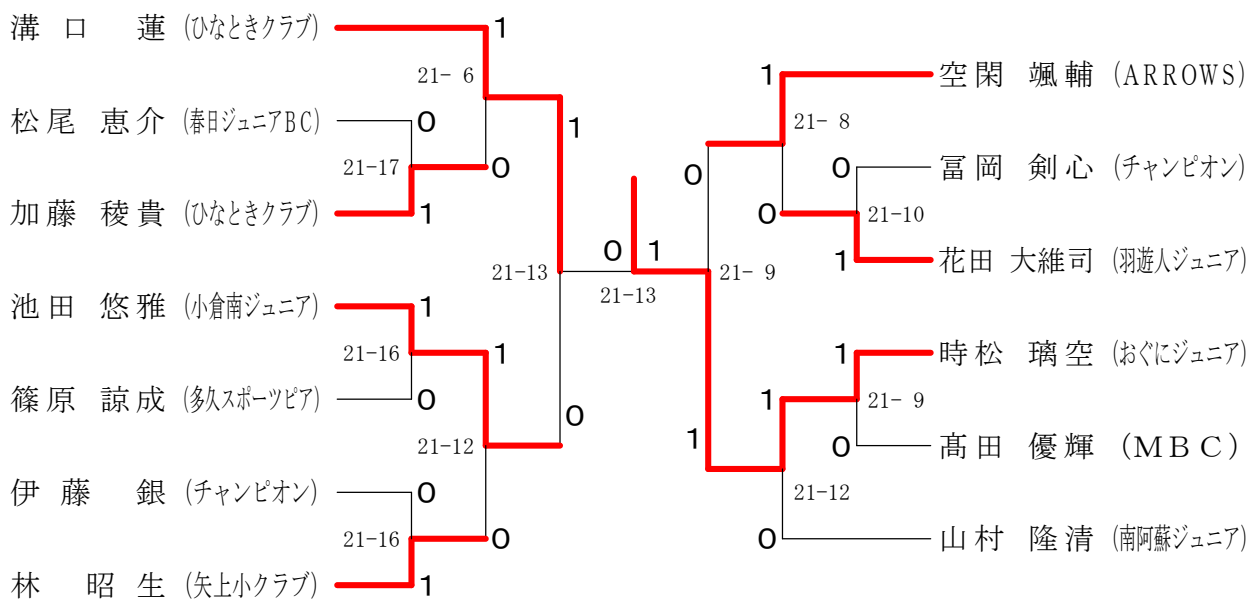 溝口 蓮 (ひなときクラブ)
1
21- 6
松尾 恵介 (春日ジュニアBC)
0
21-17
0
加藤 稜貴 (ひなときクラブ)
1
1
21-13
池田 悠雅 (小倉南ジュニア)
1
21-16
1
篠原 諒成 (多久スポーツピア)
0
0
21-12
伊藤 銀 (チャンピオン)
0
21-16
0
林 昭生 (矢上小クラブ)
1
0
1
21-13
1
空閑 颯輔 (ARROWS)
21- 8
0
0
冨岡 剣心 (チャンピオン)
0
21-10
1
花田 大維司 (羽遊人ジュニア)
21- 9
1
時松 璃空 (おぐにジュニア)
1
21- 9
1
0
髙田 優輝 (MBC)
21-12
0
山村 隆清 (南阿蘇ジュニア)